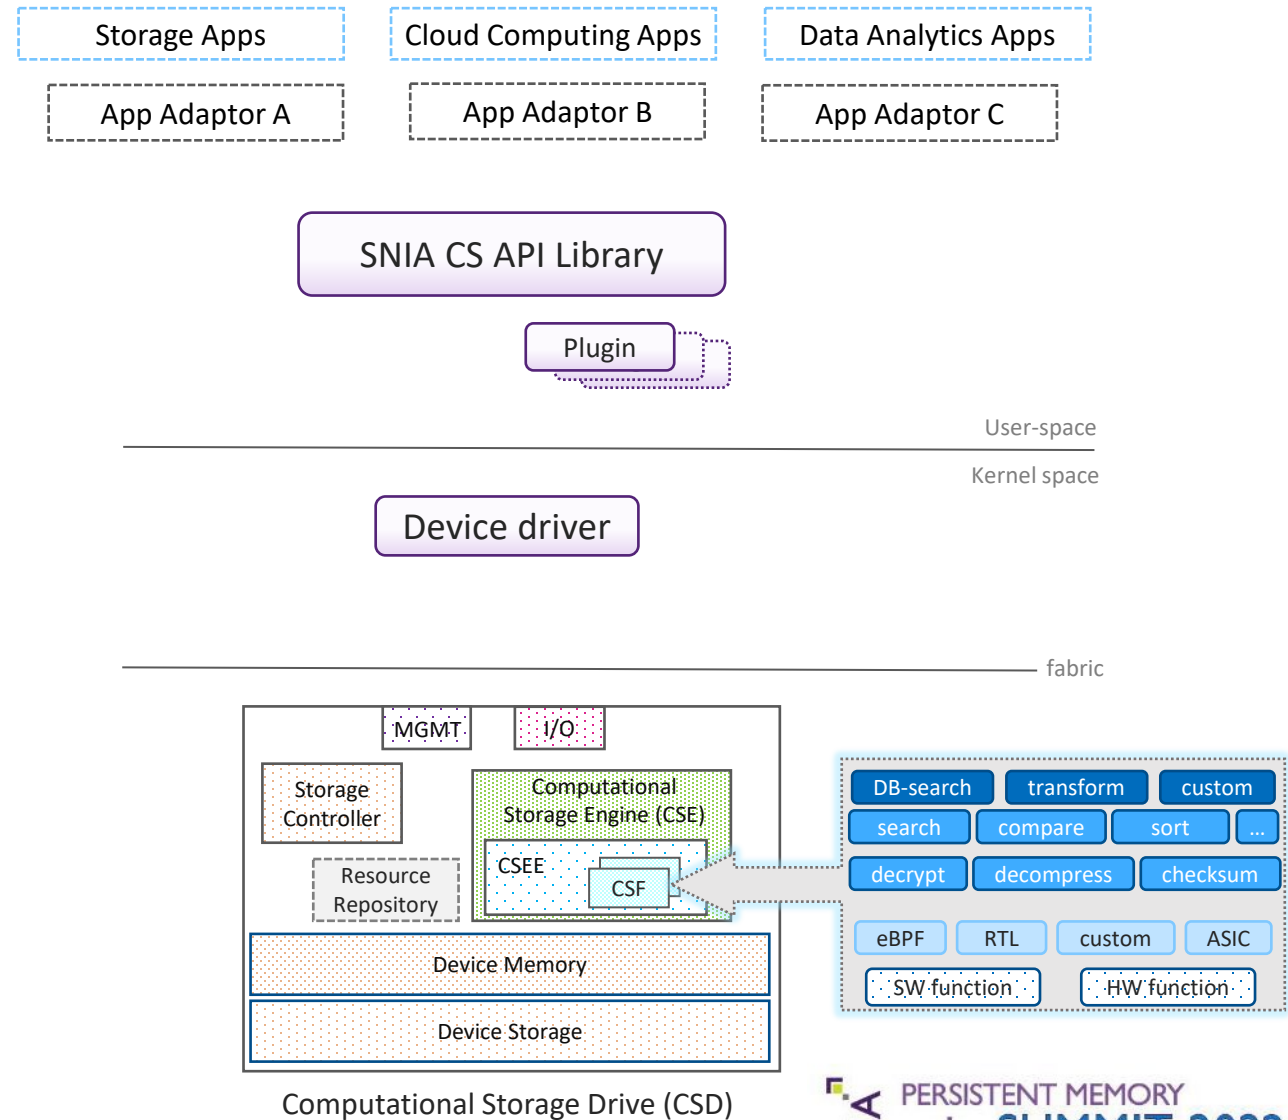 Storage Apps
Cloud Computing Apps
Data Analytics Apps
App Adaptor A
App Adaptor B
App Adaptor C
SNIA CS API Library
Plugin
User-space
Kernel space
Device driver
fabric
MGMT
I/O
Storage
Controller
Computational
Storage Engine (CSE)
CSEE
CSF
Resource
Repository
Device Memory
Device Storage
Computational Storage Drive (CSD)
DB-search
transform
custom
search
compare
sort
...
decrypt
decompress
checksum
eBPF
RTL
custom
ASIC
SW function
HW function
PERSISTENT MEMORY